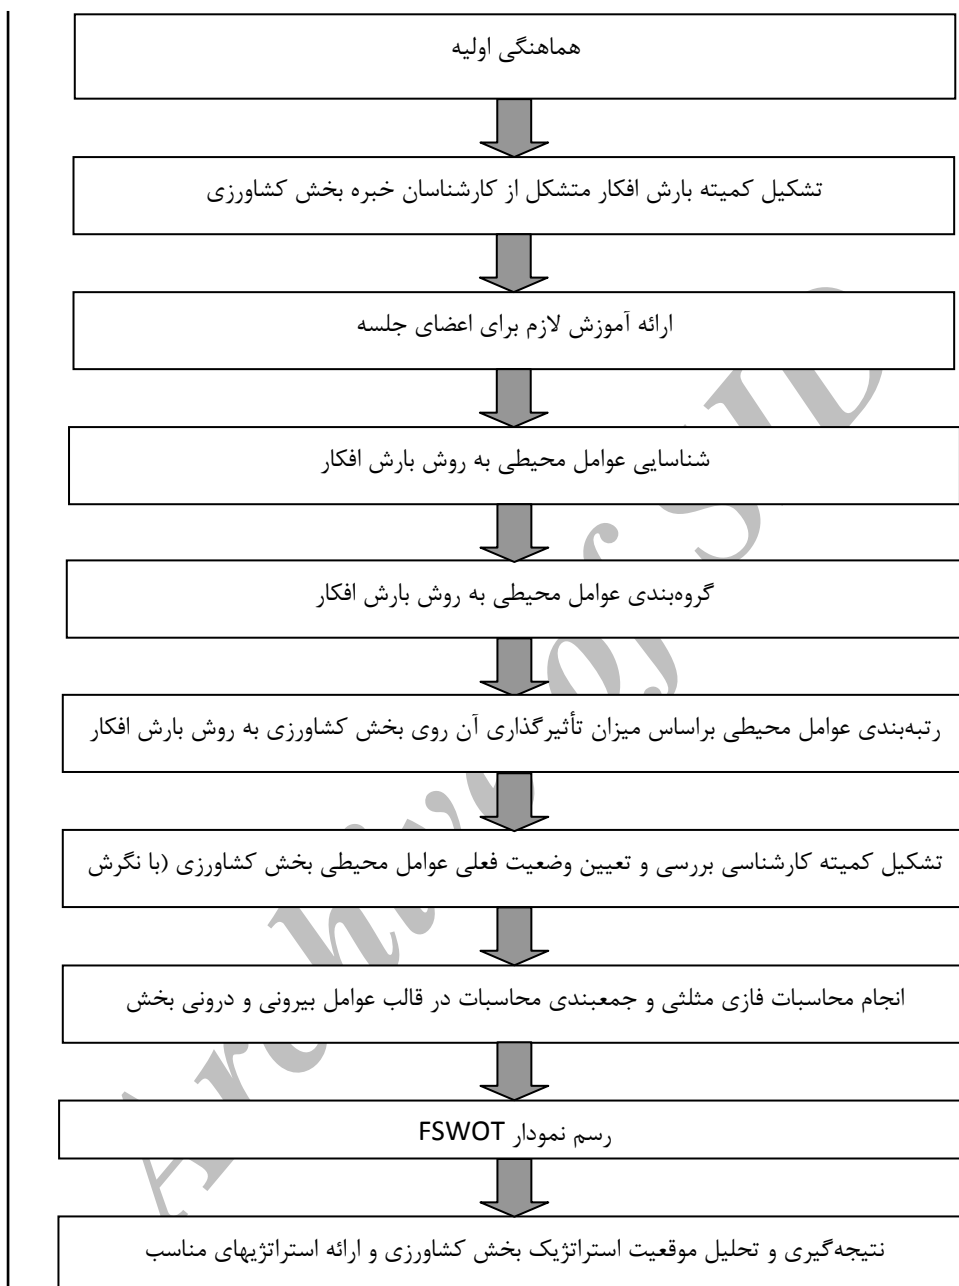 هماهنگی اولیه
تشکیل کمیته بارش افکار متشکل از کارشناسان خبره بخش کشاورزی
ارائه آموزش لازم برای اعضای جلسه
شناسایی عوامل محیطی به روش بارش افکار
گروه‌بندی عوامل محیطی به روش بارش افکار
رتبه‌بندی عوامل محیطی براساس میزان تأثیرگذاری آن روی بخش کشاورزی به روش بارش افکار
تشکیل کمیته کارشناسی بررسی و تعیین وضعیت فعلی عوامل محیطی بخش کشاورزی (با نگرش
انجام محاسبات فازی مثلثی و جمعبندی محاسبات در قالب عوامل بیرونی و درونی بخش
رسم نمودار FSWOT
نتیجه‌گیری و تحلیل موقعیت استراتژیک بخش کشاورزی و ارائه استراتژیهای مناسب
Archive of SID